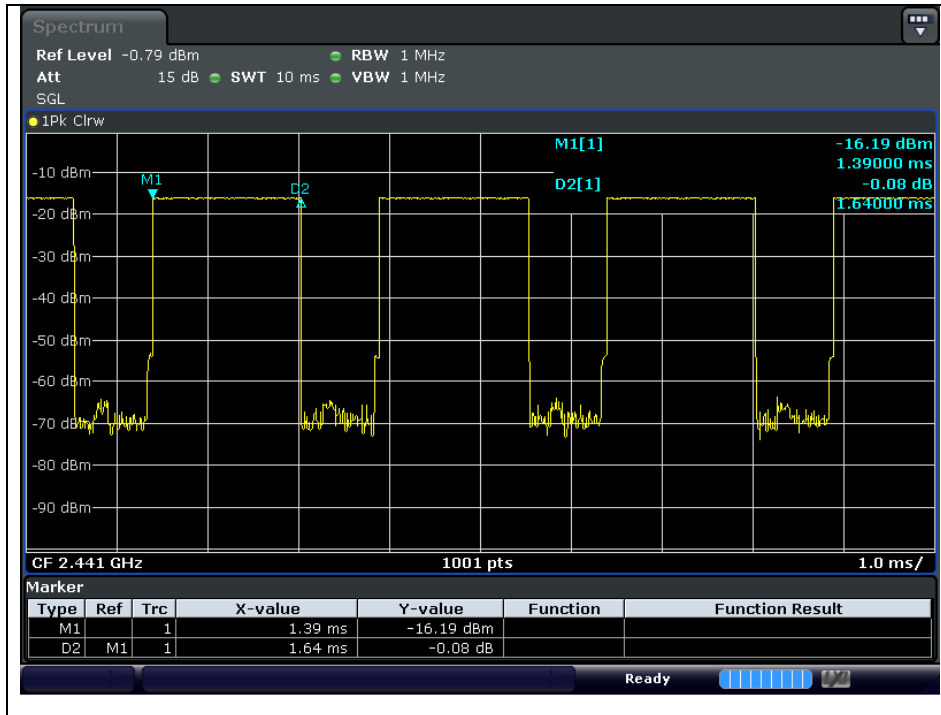 Spectrum
Ref Level -0.79 dBm RBW 1 MHz
Att 15 dB SWT 10 ms VBW 1 MHz
SGL
1Pk Clrw
M1[1] -16.19 dBm
1.39000 ms
D2[1] -0.08 dB
1.64000 ms
M1
D2
-10 dBm
-20 dBm
-30 dBm
-40 dBm
-50 dBm
-60 dBm
-70 dBm
-80 dBm
-90 dBm
CF 2.441 GHz 1001 pts 1.0 ms/
Marker
Type Ref Trc X-value Y-value Function Function Result
M1 1 1.39 ms -16.19 dBm
D2 M1 1 1.64 ms -0.08 dB
Ready